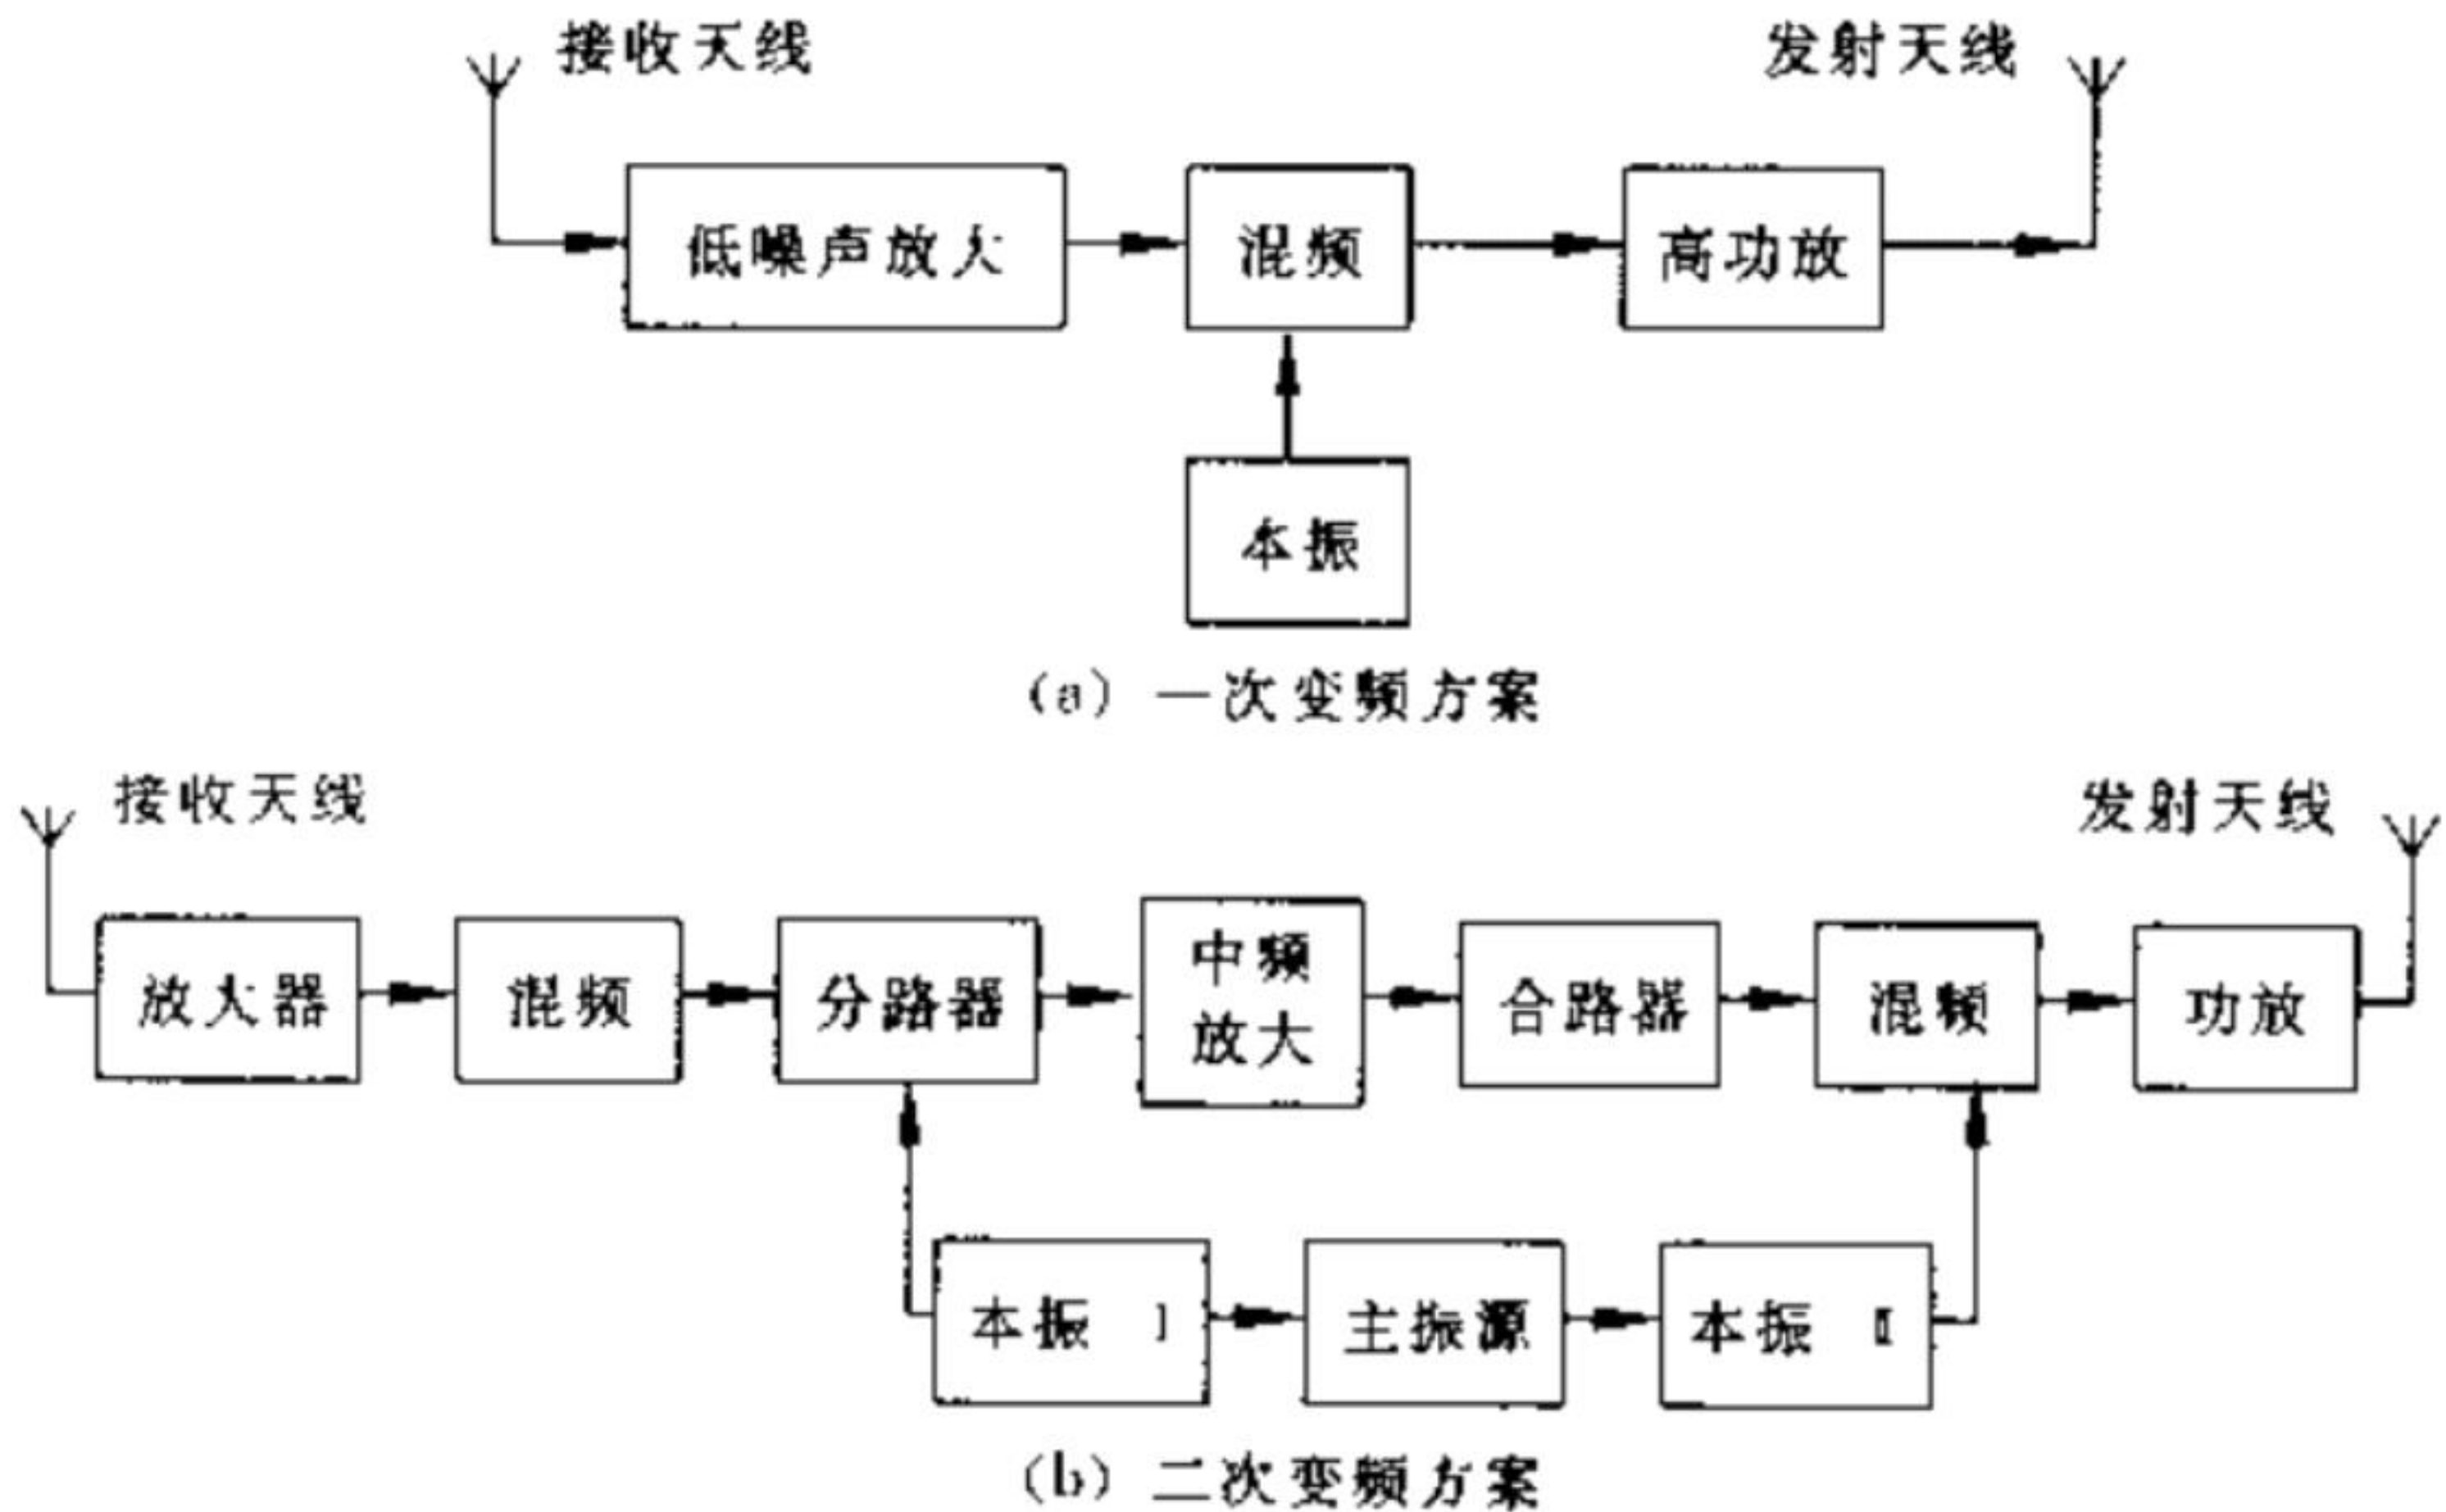 接收天线
发射天线
低噪声放大
混频
高功放
本振
(a) 一次变频方案
接收天线
发射天线
放大器
混频
分路器
中频
放大
合路器
混频
功放
本振 I
主振源
本振 II
(b) 二次变频方案